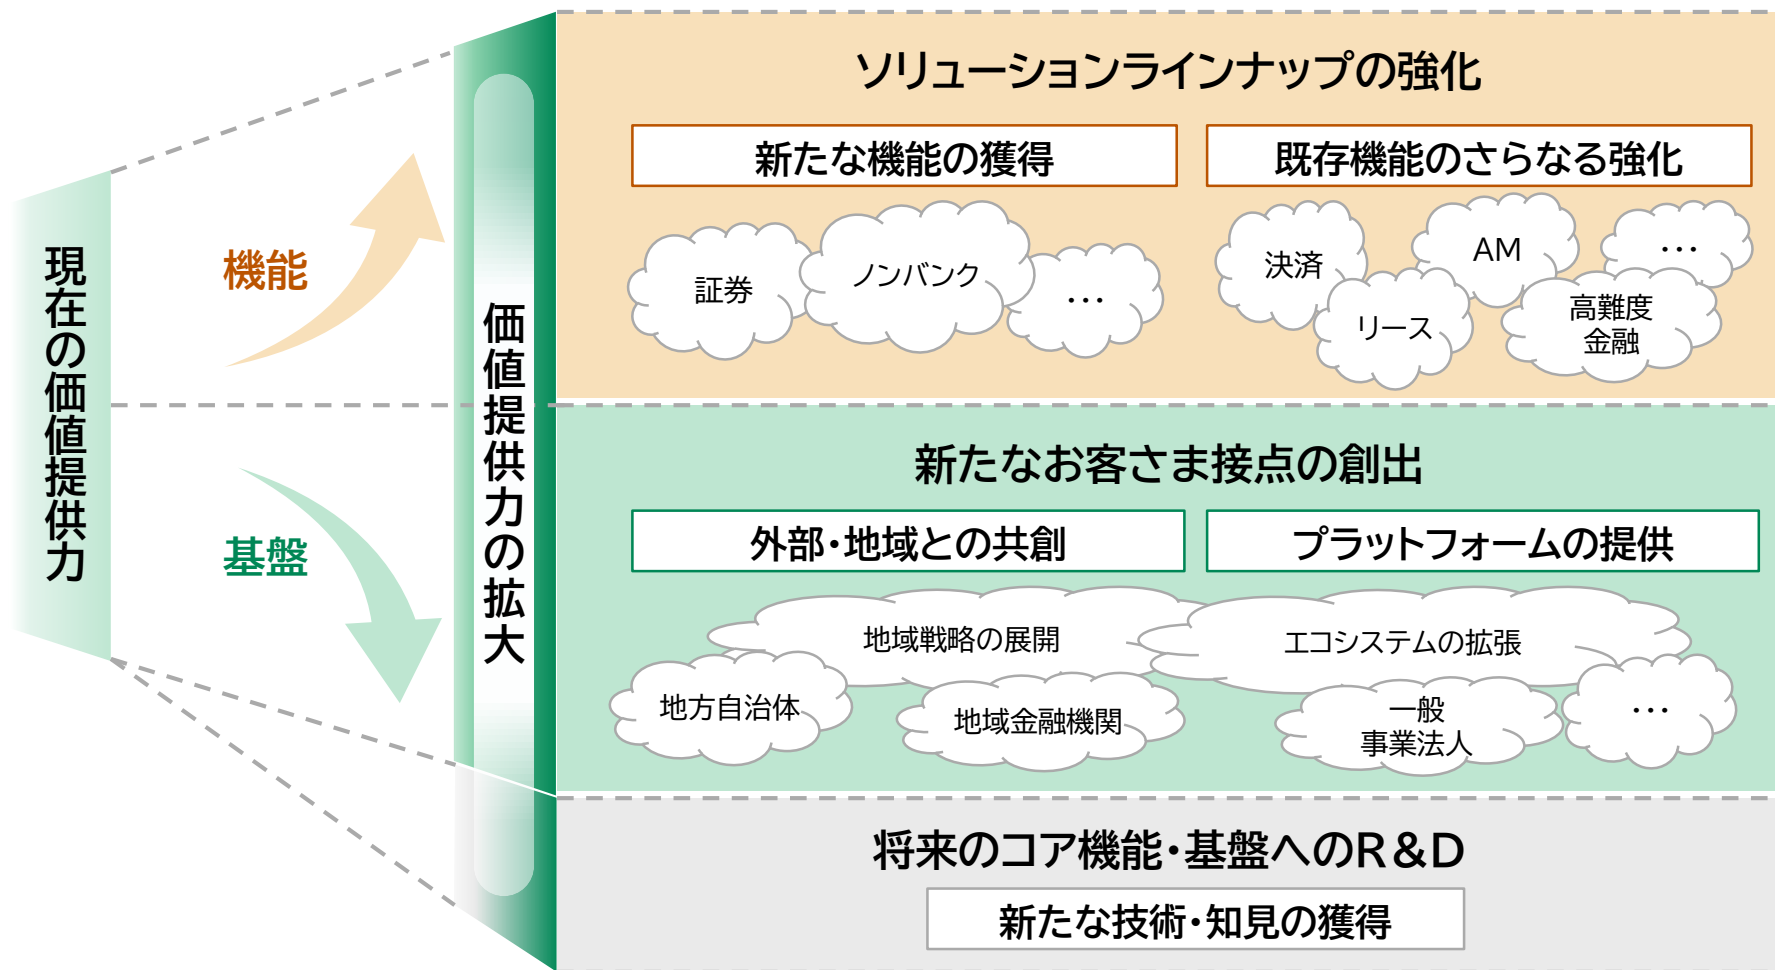 現在の価値提供力
機能
基盤
価値提供力の拡大
ソリューションラインナップの強化
新たな機能の獲得
証券
ノンバンク
…
既存機能のさらなる強化
決済
AM
…
リース
高難度
金融
新たなお客さま接点の創出
外部・地域との共創
プラットフォームの提供
地域戦略の展開
エコシステムの拡張
地方自治体
地域金融機関
一般
事業法人
…
将来のコア機能・基盤へのR&D
新たな技術・知見の獲得